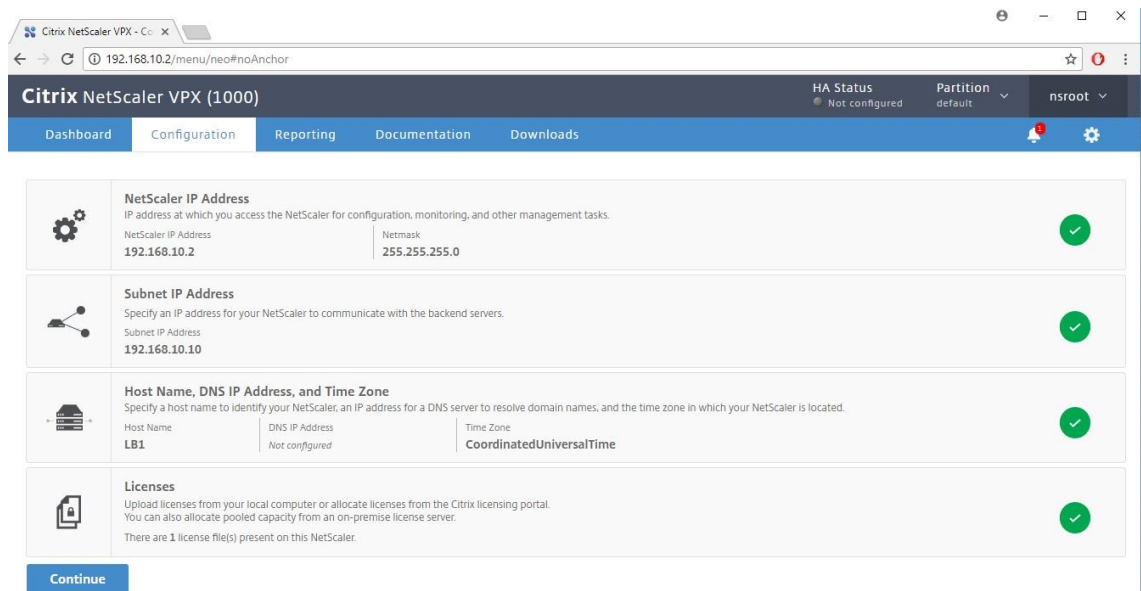 Citrix NetScaler VPX - Co
192.168.10.2/menu/neo#noAnchor
Citrix NetScaler VPX (1000)
HA Status
Not configured
Partition
default
nsroot
Dashboard Configuration Reporting Documentation Downloads
1
NetScaler IP Address
IP address at which you access the NetScaler for configuration, monitoring, and other management tasks.
NetScaler IP Address Netmask
192.168.10.2 255.255.255.0
Subnet IP Address
Specify an IP address for your NetScaler to communicate with the backend servers.
Subnet IP Address
192.168.10.10
Host Name, DNS IP Address, and Time Zone
Specify a host name to identify your NetScaler, an IP address for a DNS server to resolve domain names, and the time zone in which your NetScaler is located.
Host Name DNS IP Address Time Zone
LB1 Not configured CoordinatedUniversalTime
Licenses
Upload licenses from your local computer or allocate licenses from the Citrix licensing portal.
You can also allocate pooled capacity from an on-premise license server.
There are 1 license file(s) present on this NetScaler.
Continue